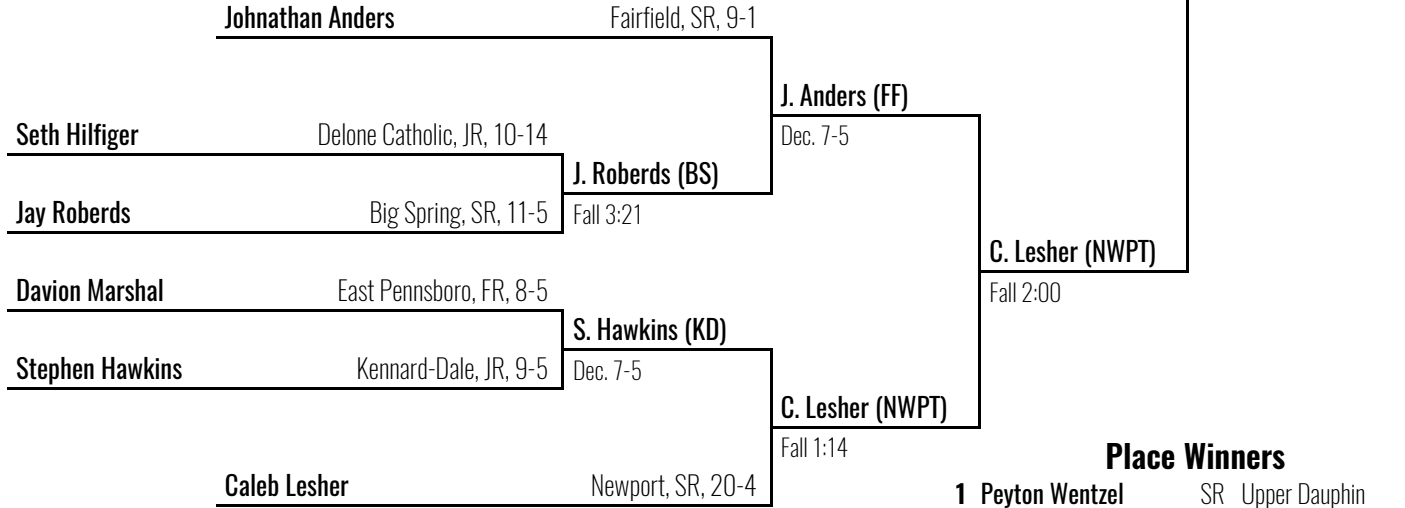 Johnathan Anders Fairfield, SR, 9-1
J. Anders (FF)
Seth Hilfiger Delone Catholic, JR, 10-14 Dec. 7-5
J. Roberds (BS)
Jay Roberds Big Spring, SR, 11-5 Fall 3:21
C. Lesher (NWPT)
Davion Marshal East Pennsboro, FR, 8-5 Fall 2:00
S. Hawkins (KD)
Stephen Hawkins Kennard-Dale, JR, 9-5 Dec. 7-5
C. Lesher (NWPT)
Fall 1:14 Place Winners
Caleb Lesher Newport, SR, 20-4 1 Peyton Wentzel SR Upper Dauphin